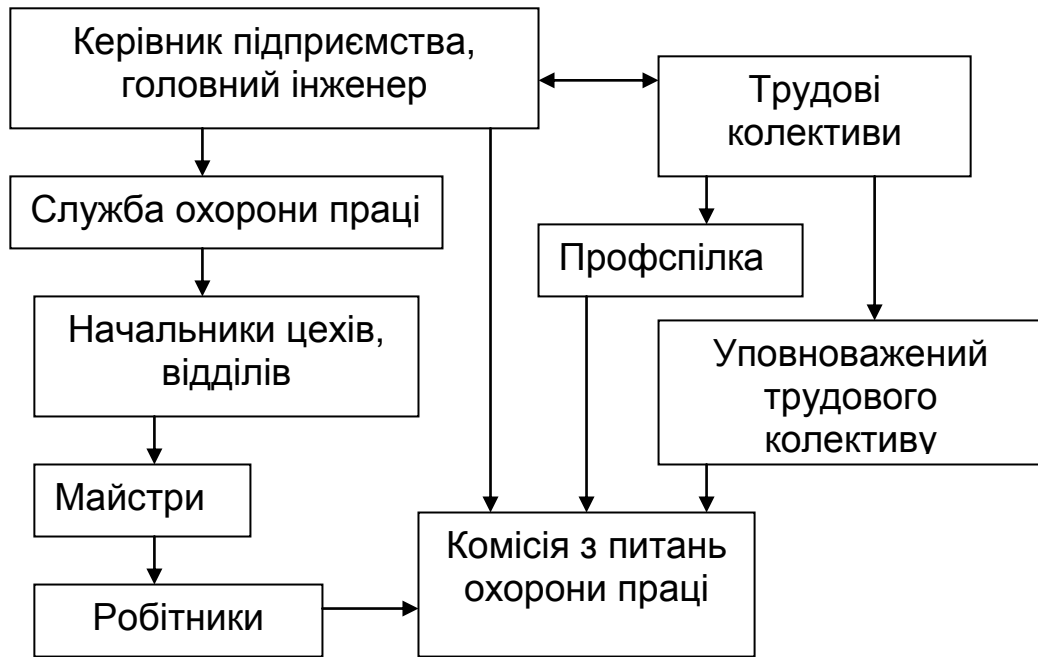 Керівник підприємства,
головний інженер
Трудові
колективи
Служба охорони праці
Профспілка
Начальники цехів,
відділів
Уповноважений
трудового
колективу
Майстри
Комісія з питань
охорони праці
Робітники